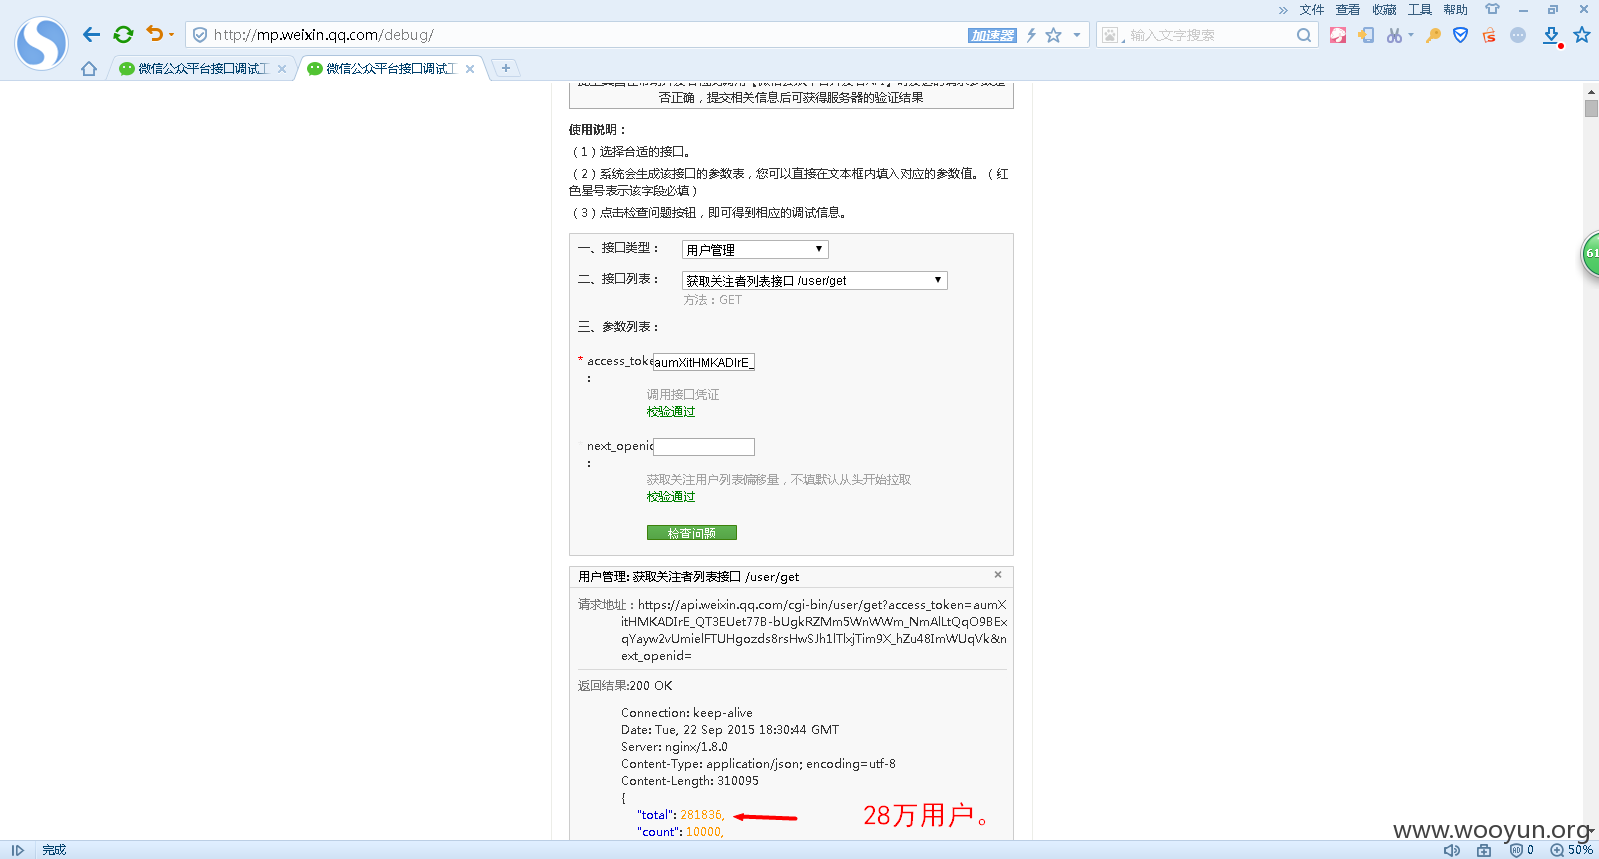 » 文件 查看 收藏 工具 帮助
http://mp.weixin.qq.com/debug/
加速器
输入文字搜索
微信公众平台接口调试工
微信公众平台接口调试工
否正确，提交相关信息后可获得服务器的验证结果
使用说明：
（1）选择合适的接口。
（2）系统会生成该接口的参数表，您可以直接在文本框内填入对应的参数值。（红
色星号表示该字段必填）
（3）点击检查问题按钮，即可得到相应的调试信息。
一、接口类型： 用户管理
二、接口列表： 获取关注者列表接口 /user/get
方法：GET
三、参数列表：
* access_toke aumXitHMKADIrE_
：
调用接口凭证
校验通过
next_openid
：
获取关注用户列表偏移量，不填默认从头开始拉取
校验通过
检查问题
用户管理: 获取关注者列表接口 /user/get
请求地址：https://api.weixin.qq.com/cgi-bin/user/get?access_token=aumX
itHMKADIrE_QT3EUet77B-bUgkRZMm5WnWWm_NmAlLtQqO9BEx
qYayw2vUmielFTUHgozds8rsHwSJh1lTlxjTim9X_hZu48ImWUqVk&n
ext_openid=
返回结果:200 OK
Connection: keep-alive
Date: Tue, 22 Sep 2015 18:30:44 GMT
Server: nginx/1.8.0
Content-Type: application/json; encoding=utf-8
Content-Length: 310095
{
"total": 281836,
28万用户。
"count": 10000,
61
www.wooyun.org
完成
0
50%